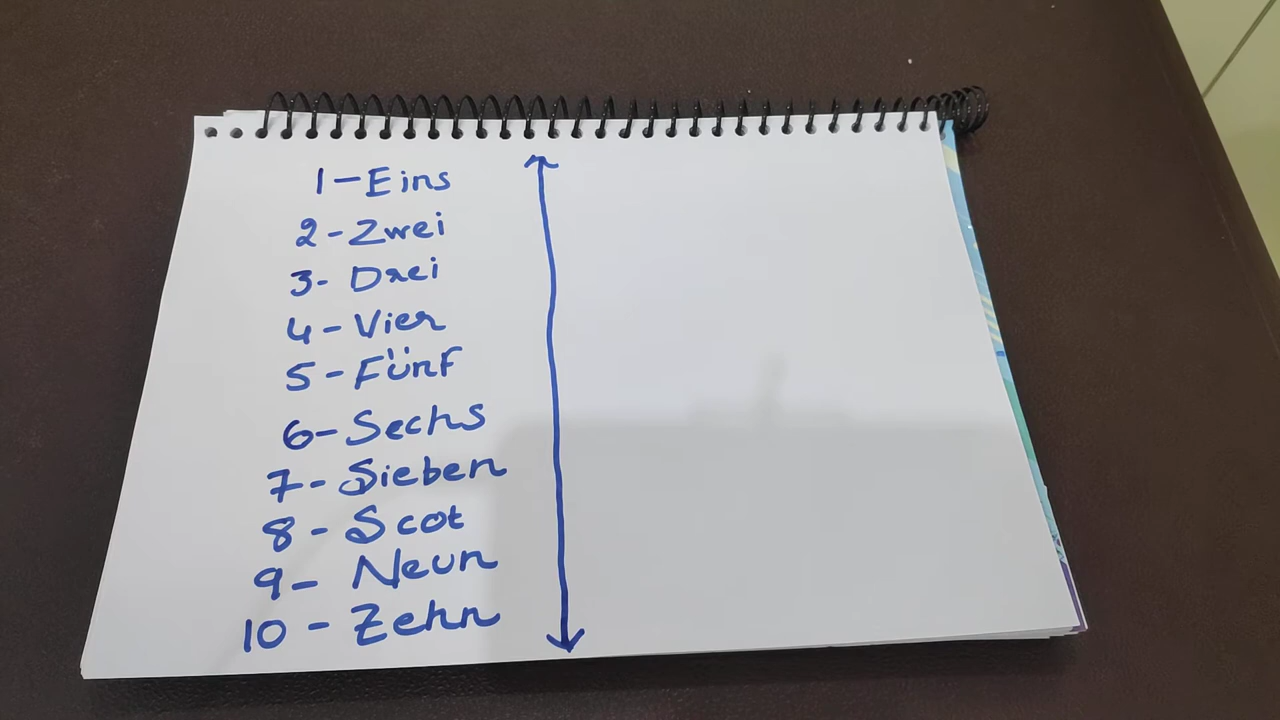 1-Eins
2-Zwei
3-Drei
4-Vier
5-Fünf
6-Sechs
7-Sieben
8-Scot
9-Neun
10-Zehn